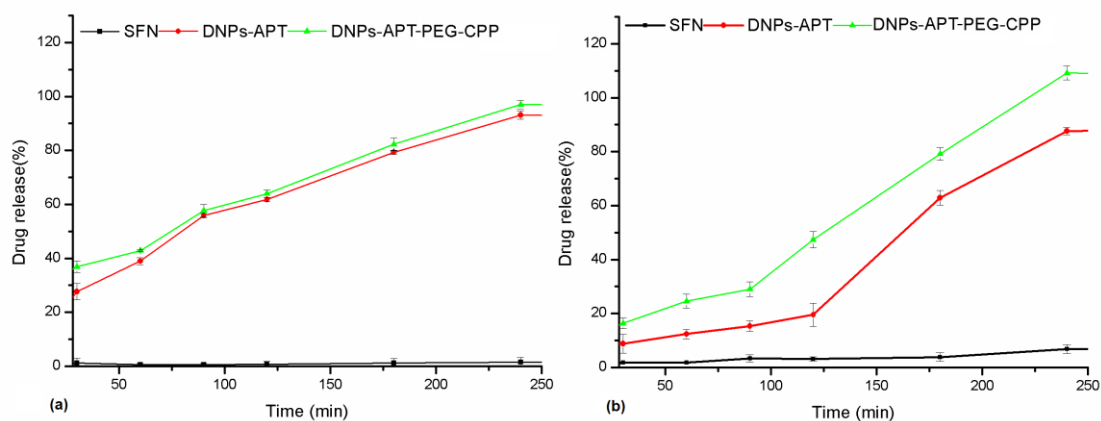 SFN DNPs-APT DNPs-APT-PEG-CPP
120
100
80
60
40
20
0
Drug release(%)
50 100 150 200 250
(a)
Time (min)
SFN DNPs-APT DNPs-APT-PEG-CPP
120
100
80
60
40
20
0
Drug release(%)
50 100 150 200 250
(b)
Time (min)